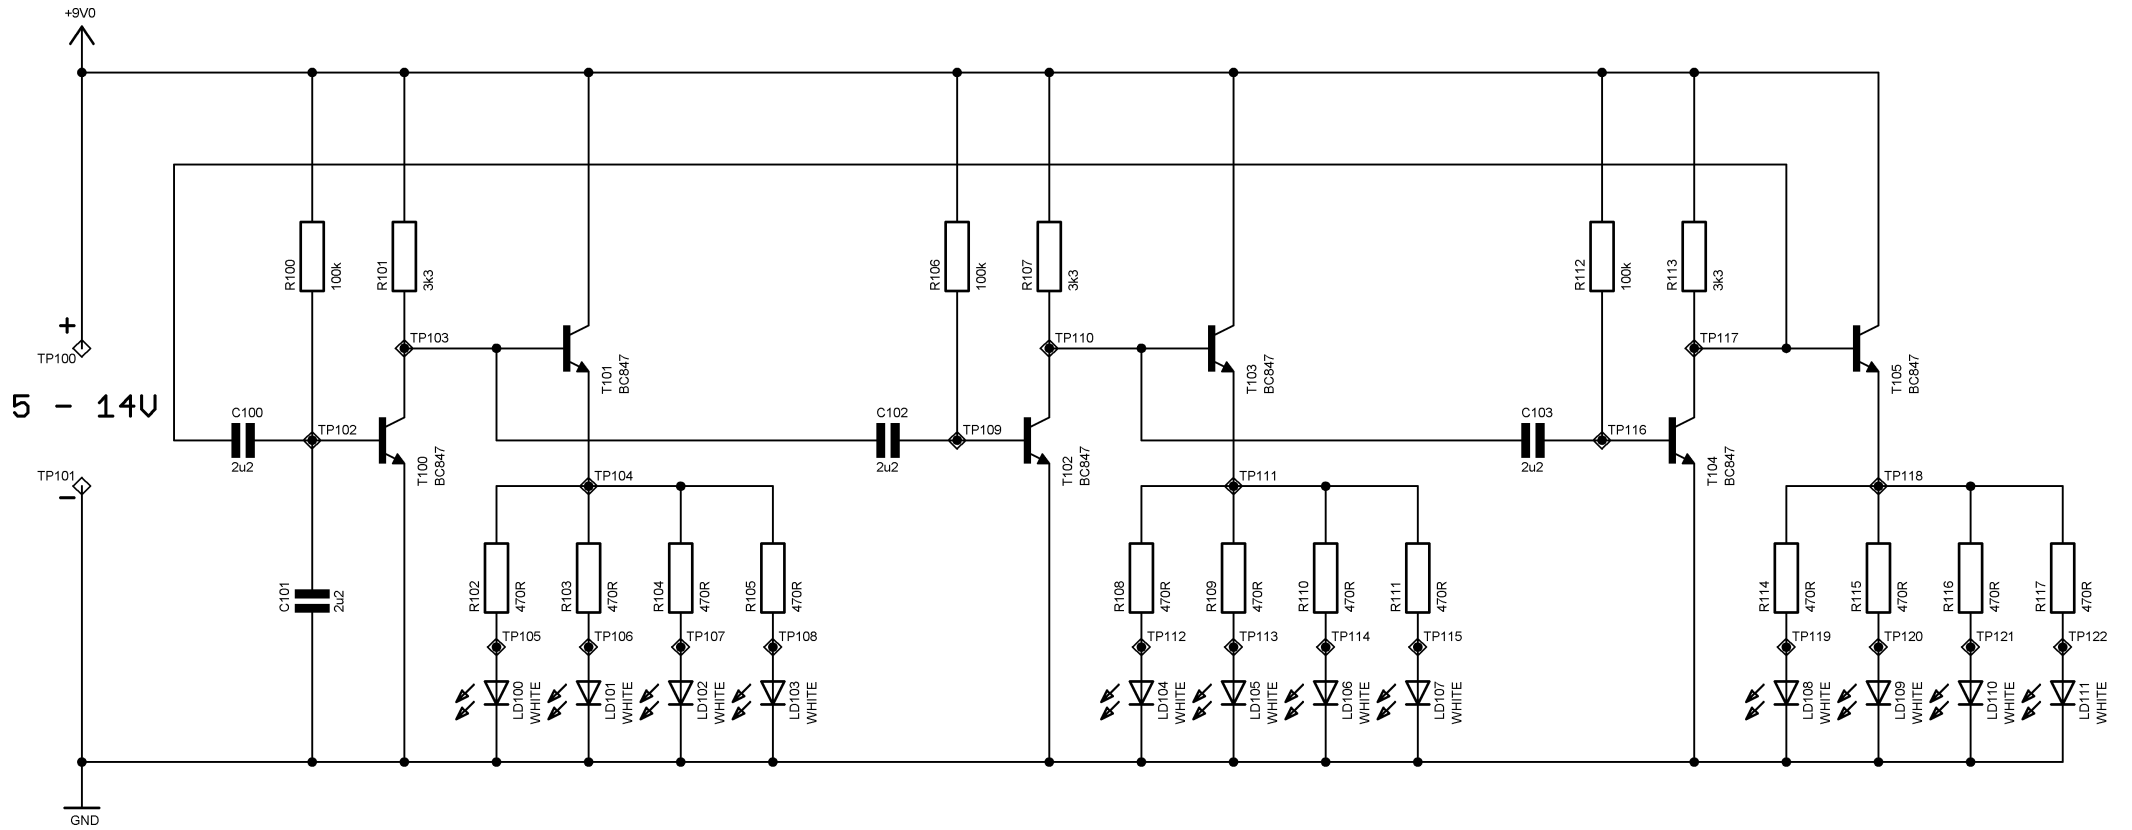 +9V0
R100
100k
R101
3k3
R106
100k
R107
3k3
R112
100k
R113
3k3
+
TP100
TP103
T101
BC847
TP110
T103
BC847
TP117
T105
BC847
5 - 14V
C100
2u2
TP102
T100
BC847
C102
2u2
TP109
T102
BC847
C103
2u2
TP116
T104
BC847
TP101
-
TP104
TP111
TP118
C101
2u2
R102
470R
R103
470R
R104
470R
R105
470R
R108
470R
R109
470R
R110
470R
R111
470R
R114
470R
R115
470R
R116
470R
R117
470R
TP105
TP106
TP107
TP108
TP112
TP113
TP114
TP115
TP119
TP120
TP121
TP122
LD100
WHITE
LD101
WHITE
LD102
WHITE
LD103
WHITE
LD104
WHITE
LD105
WHITE
LD106
WHITE
LD107
WHITE
LD108
WHITE
LD109
WHITE
LD110
WHITE
LD111
WHITE
GND